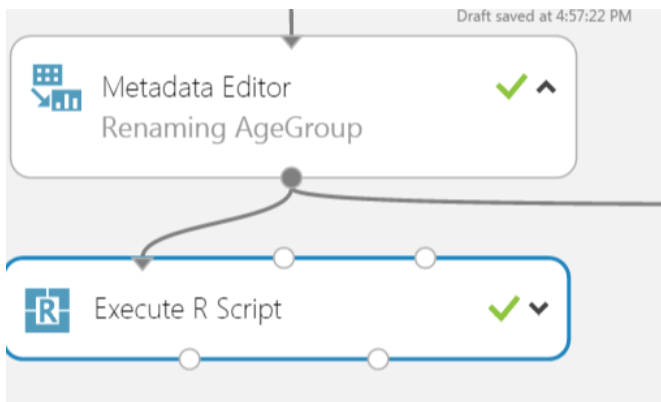 Draft saved at 4:57:22 PM
Metadata Editor
Renaming AgeGroup
R
Execute R Script